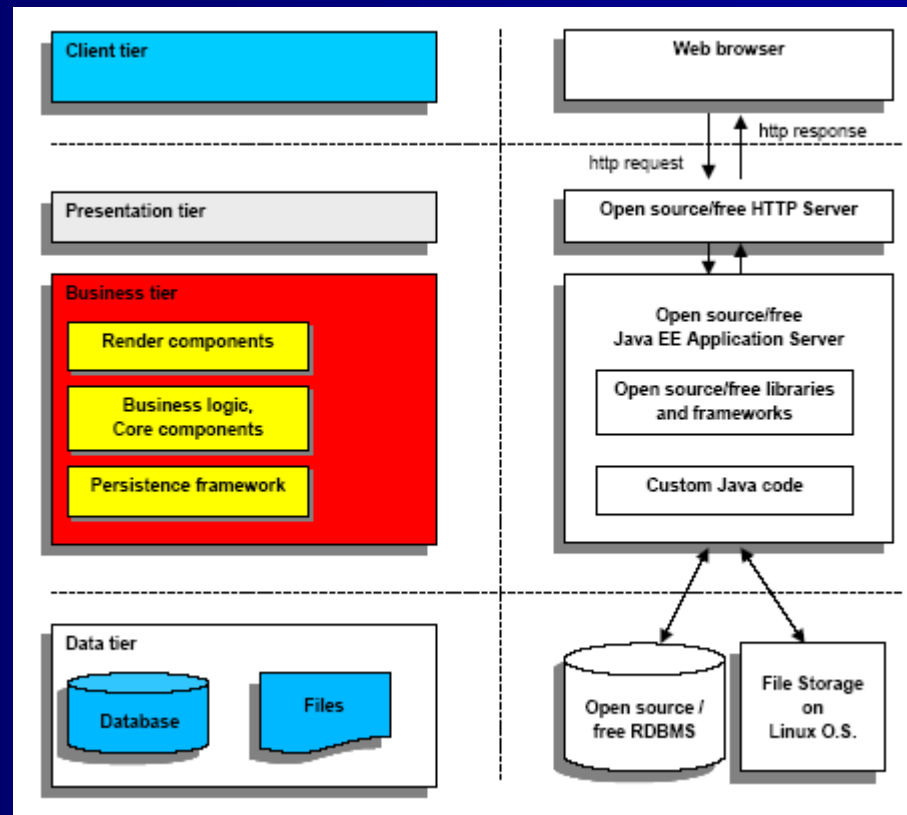 Client tier
Web browser
http response
http request
Presentation tier
Open source/free HTTP Server
Business tier
Render components
Business logic,
Core components
Persistence framework
Open source/free
Java EE Application Server
Open source/free libraries
and frameworks
Custom Java code
Data tier
Database
Files
Open source /
free RDBMS
File Storage
on
Linux O.S.